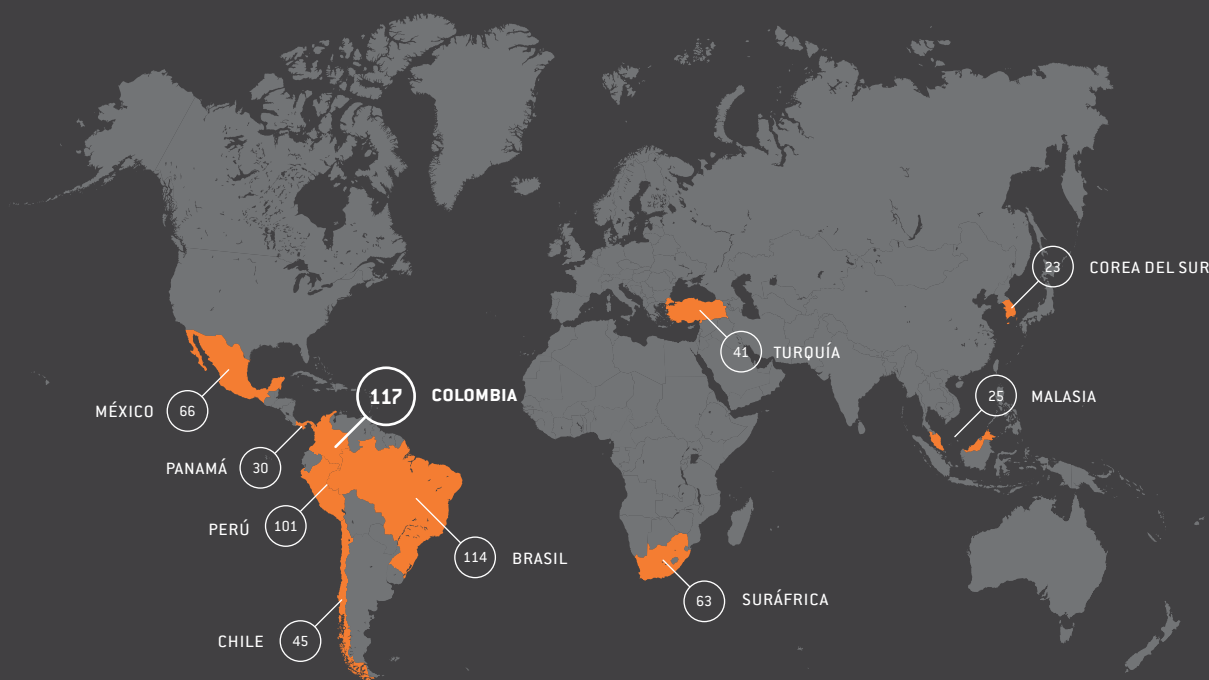 23 COREA DEL SUR
41 TURQUÍA
25 MALASIA
117 COLOMBIA
MÉXICO 66
PANAMÁ 30
PERÚ 101
114 BRASIL
63 SURÁFRICA
CHILE 45